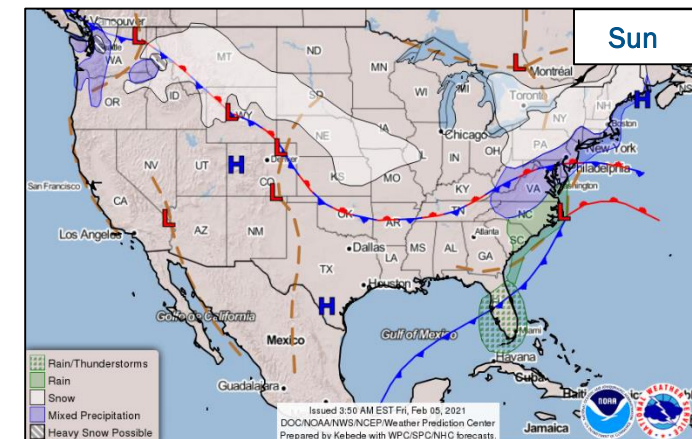 Sun
Vancouver
Seattle
WA
MT
ND
MN
OR
ID
WY
SD
WI
MI
Montréal
Toronto
NH
NS
Boston
NE
Chicago
PA
New York
NV
UT
Denver
CO
KS
MO
IN
OH
Philadelphia
Washington
San Francisco
CA
KY
VA
OK
TN
NC
Los Angeles
AZ
NM
Dallas
AR
MS
AL
Atlanta
GA
SC
LA
TX
Houston
Golfo de California
Gulf of Mexico
Miami
Mexico
Havana
Cuba
Guadalajara
Jamaica
L
L
L
L
L
L
L
H
H
H
Rain/Thunderstorms
Rain
Snow
Mixed Precipitation
Heavy Snow Possible
Issued 3:50 AM EST Fri, Feb 05, 2021
DOC/NOAA/NWS/NCEP/Weather Prediction Center
Prepared by Kebede with WPC/SPC/NHC forecasts.
NOAA